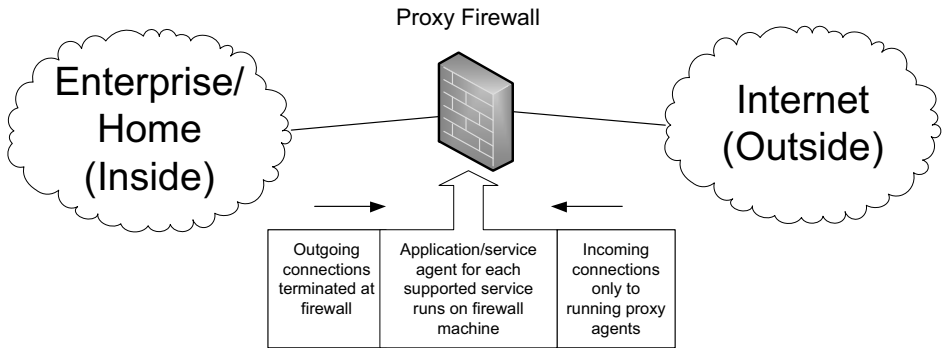 Proxy Firewall
Enterprise/
Home
(Inside)
Internet
(Outside)
Outgoing
connections
terminated at
firewall
Application/service
agent for each
supported service
runs on firewall
machine
Incoming
connections
only to
running proxy
agents